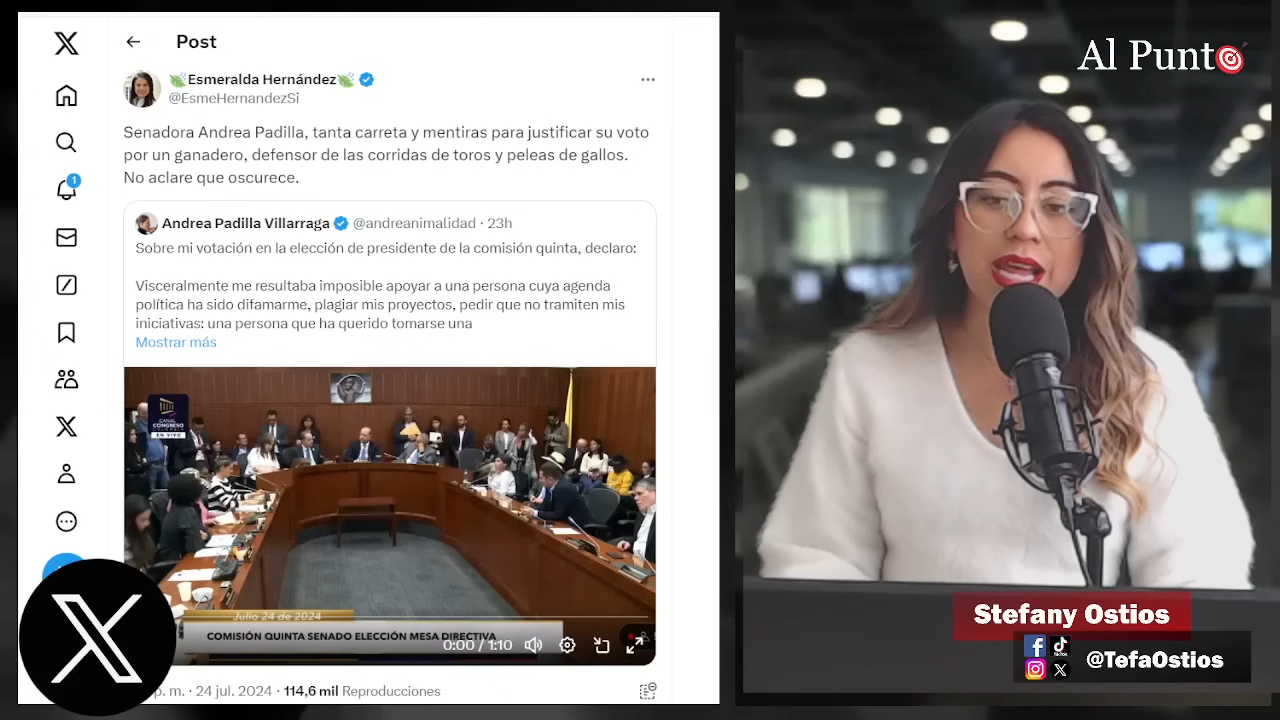 Post
Esmeralda Hernández
@EsmeHernandezSi
Senadora Andrea Padilla, tanta carreta y mentiras para justificar su voto
por un ganadero, defensor de las corridas de toros y peleas de gallos.
No aclare que oscurece.
Andrea Padilla Villarraga @andreanimalidad · 23h
Sobre mi votación en la elección de presidente de la comisión quinta, declaro:
Visceralmente me resultaba imposible apoyar a una persona cuya agenda
política ha sido difamarme, plagiar mis proyectos, pedir que no tramiten mis
iniciativas: una persona que ha querido tomarse una
Mostrar más
CANAL
CONGRESO
EN VIVO
Julio 24 de 2024
COMISIÓN QUINTA SENADO ELECCIÓN MESA DIRECTIVA
0:00 / 1:10
p. m. · 24 jul. 2024 · 114,6 mil Reproducciones
1
Al Punto
Stefany Ostios
@TefaOstios